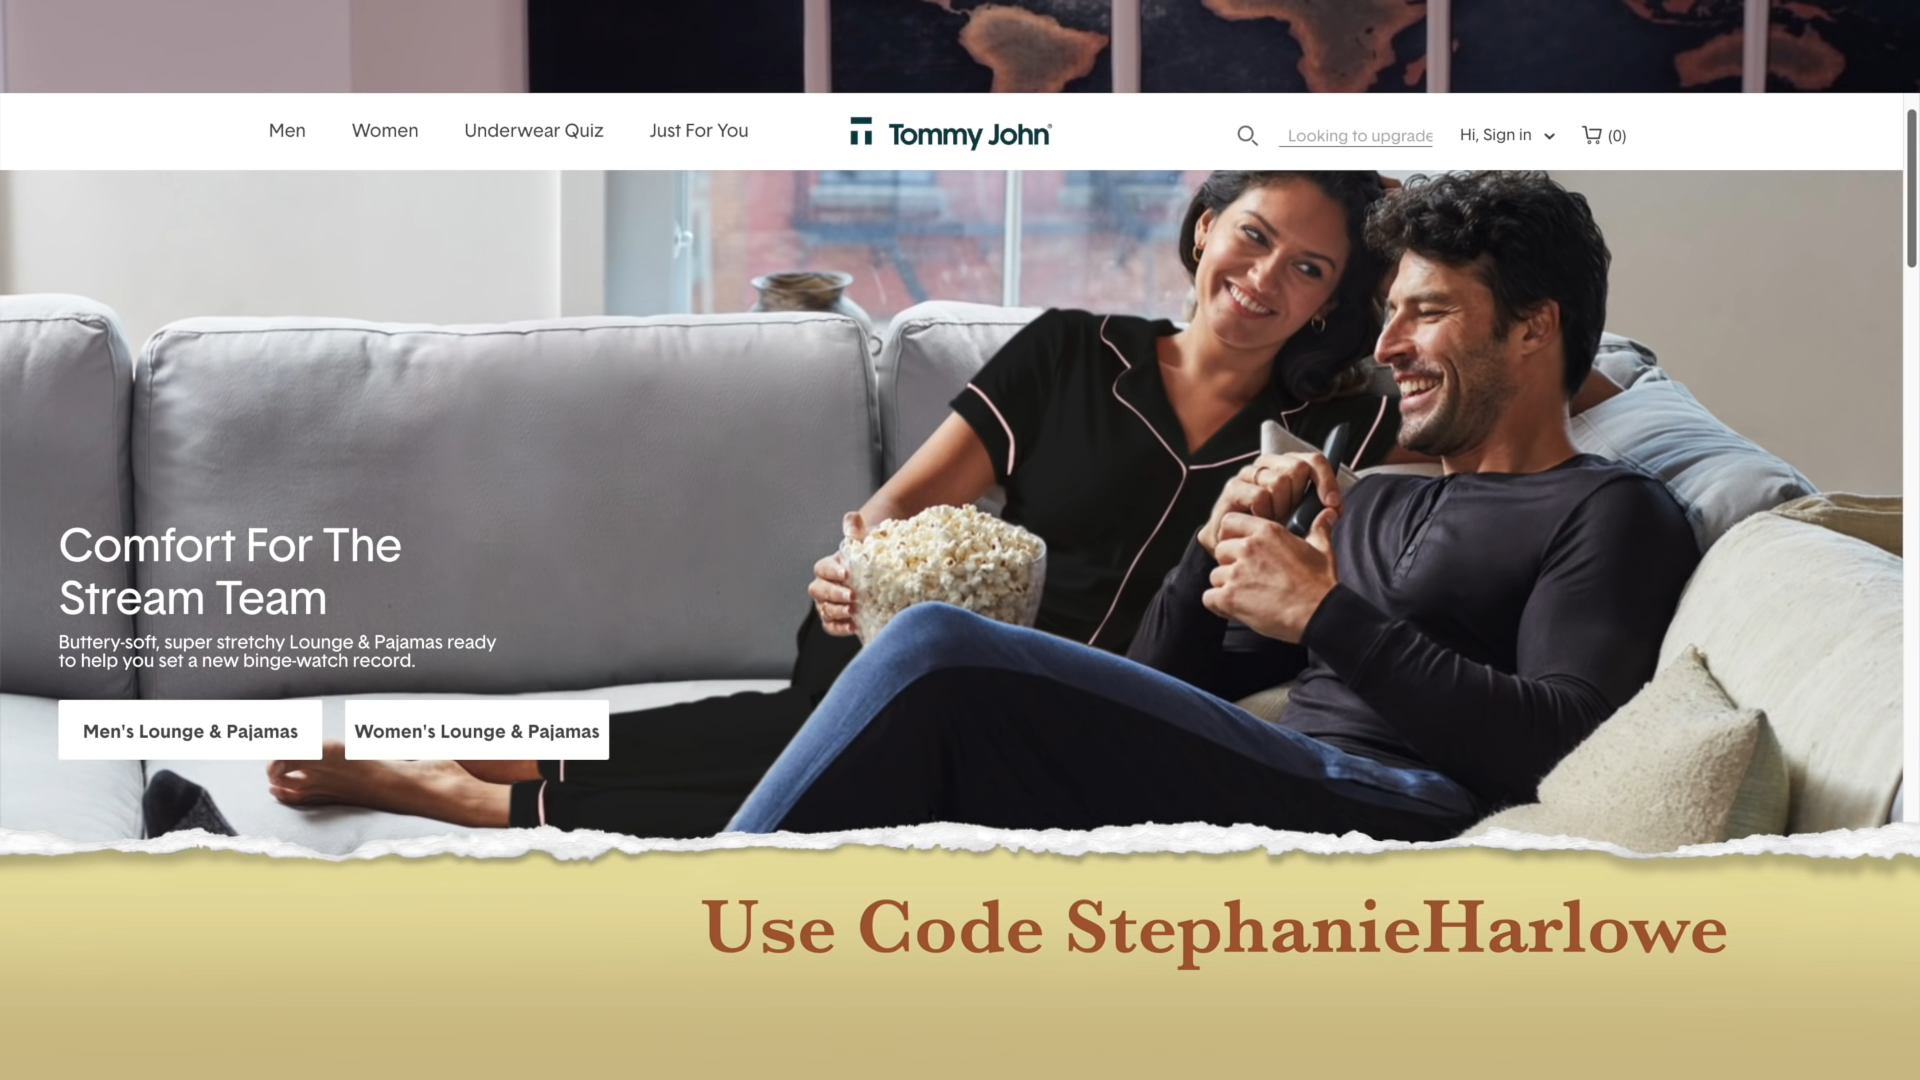 Men
Women
Underwear Quiz
Just For You
Tommy John
Looking to upgrade
Hi, Sign in
(0)
Comfort For The
Stream Team
Buttery-soft, super stretchy Lounge & Pajamas ready
to help you set a new binge-watch record.
Men's Lounge & Pajamas
Women's Lounge & Pajamas
Use Code StephanieHarlowe